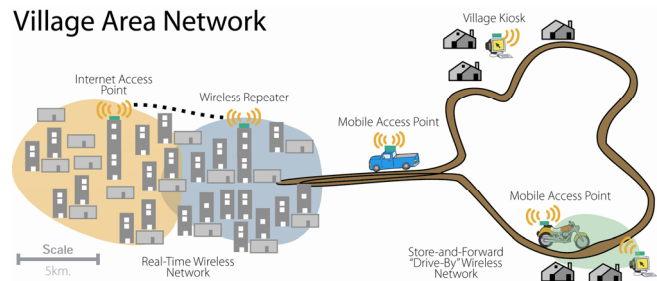 Village Area Network
Village Kiosk
Internet Access
Point
Wireless Repeater
Mobile Access Point
Mobile Access Point
Scale
5km.
Real-Time Wireless
Network
Store-and-Forward
"Drive-By" Wireless
Network